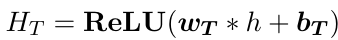 H_T = ReLU(w_T * h + b_T)